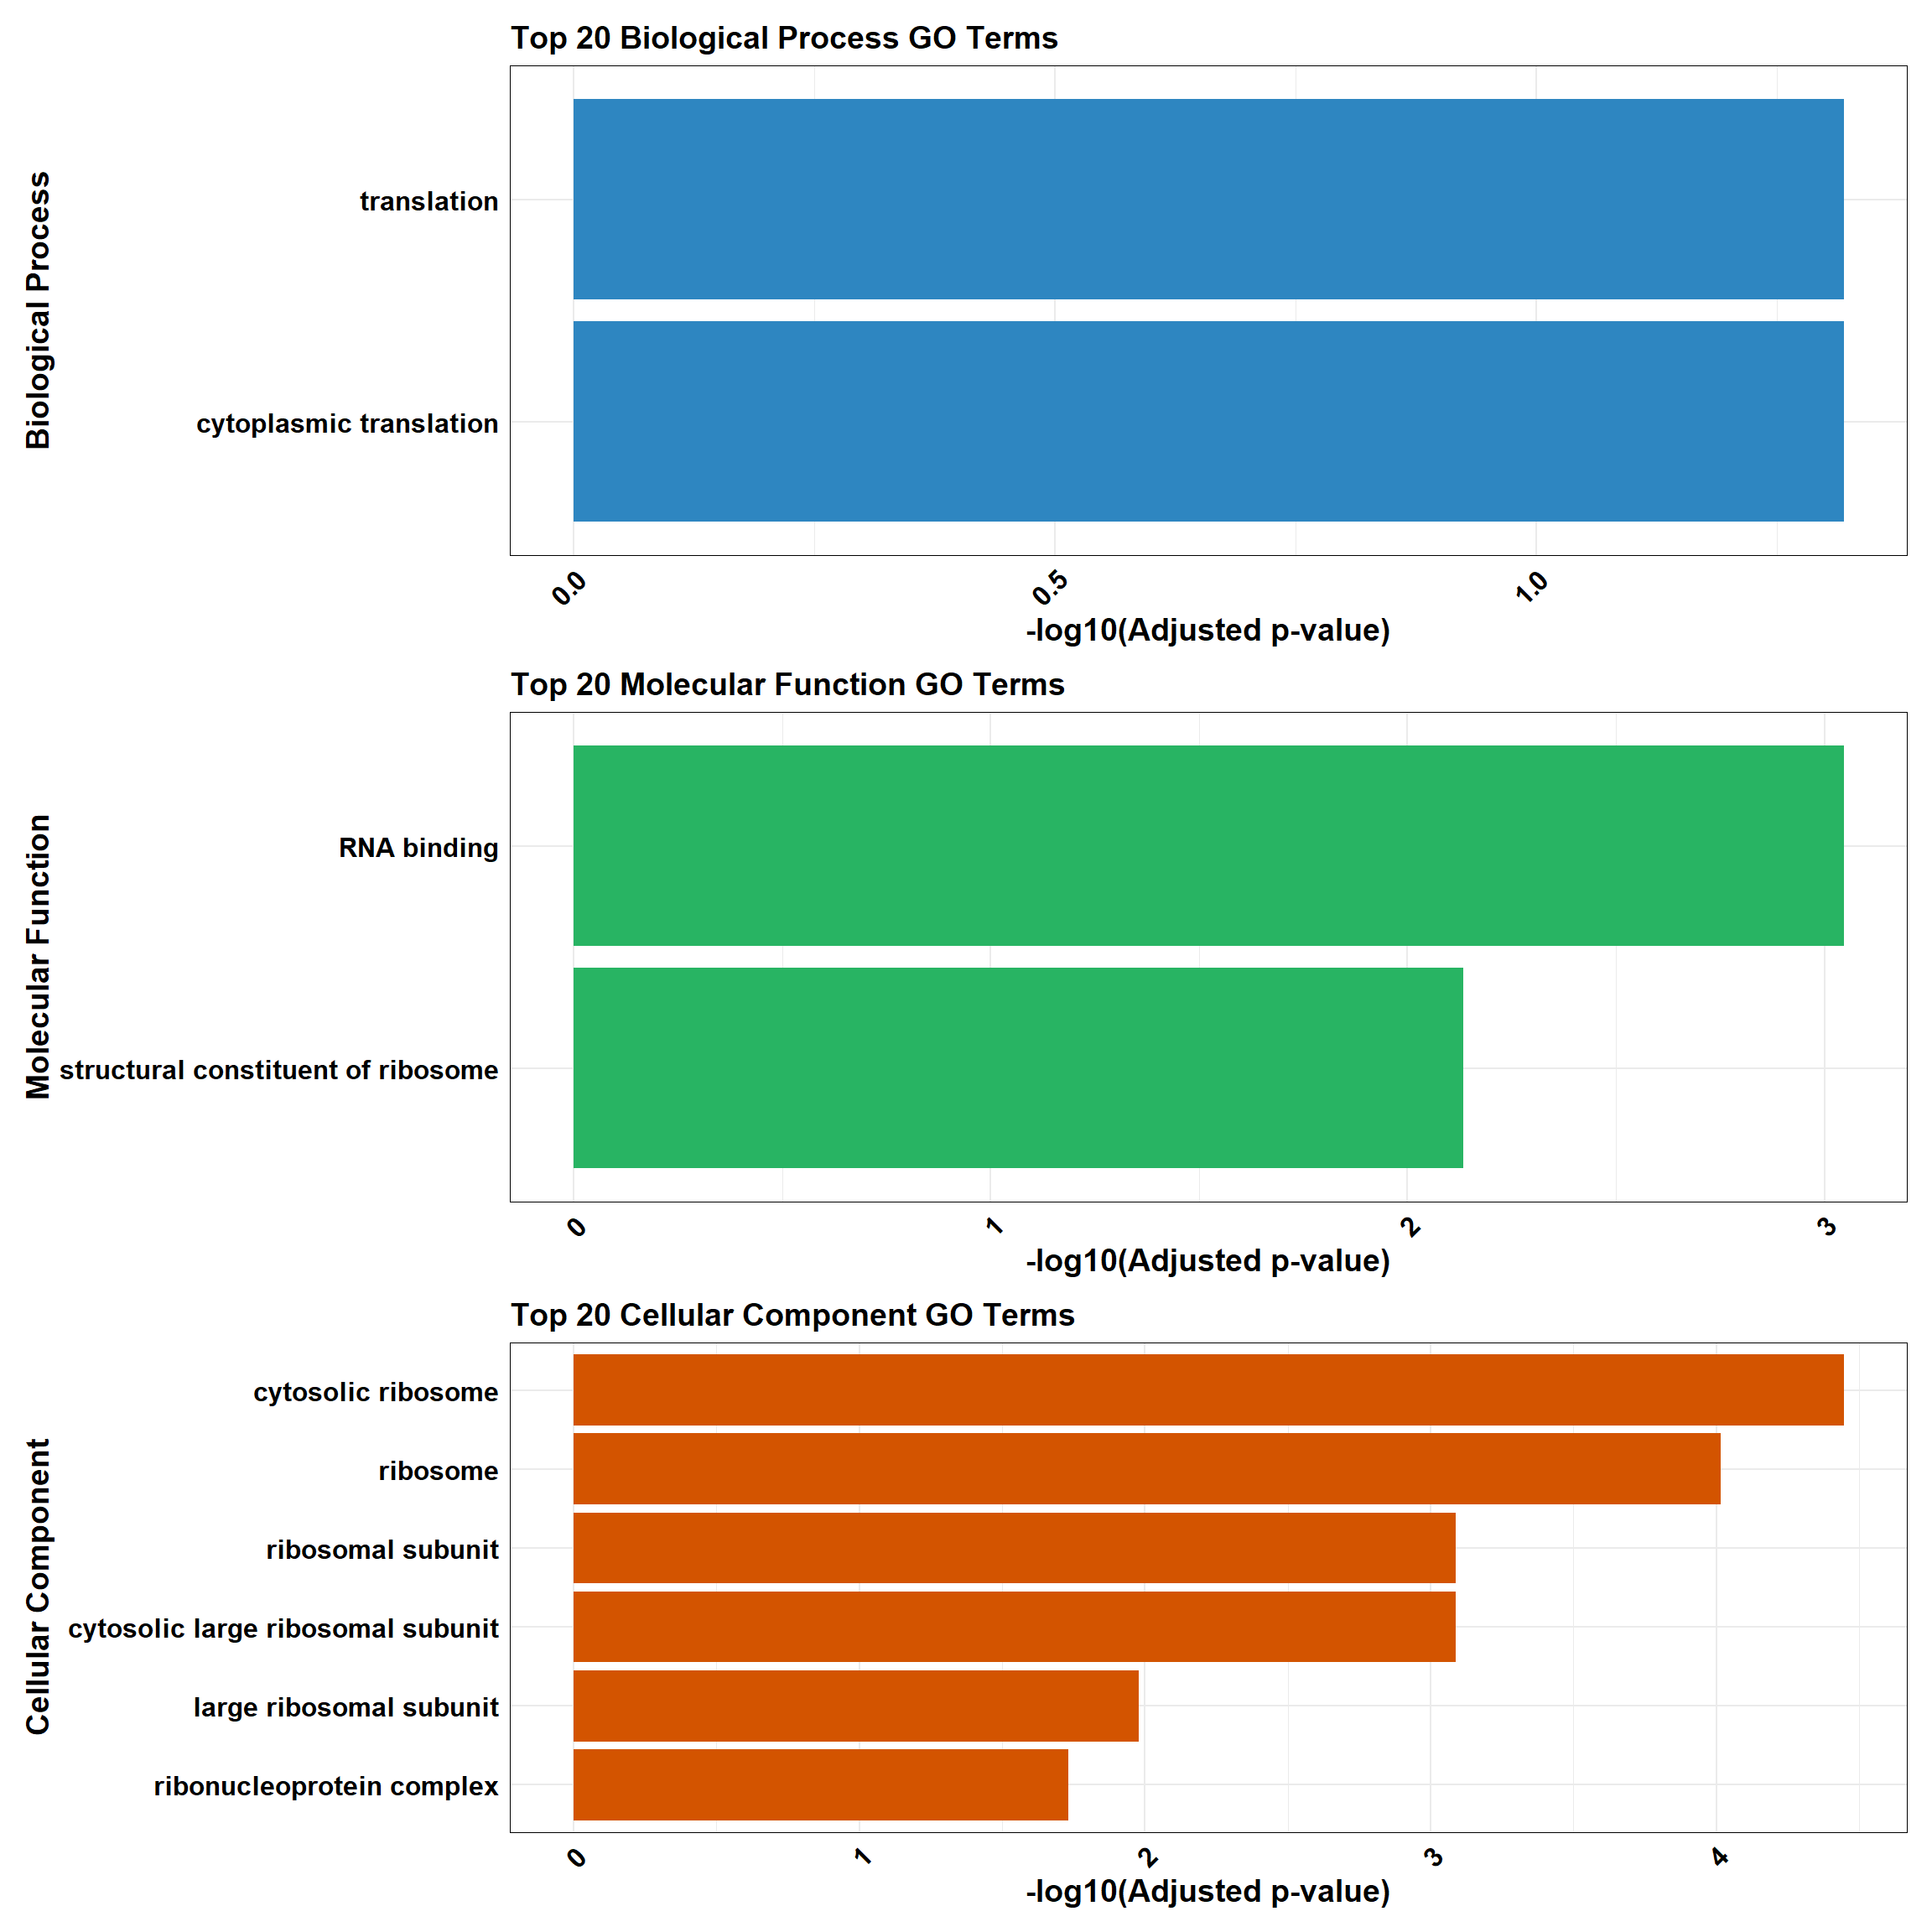 Top 20 Biological Process GO Terms
Biological Process
translation
cytoplasmic translation
0.0 0.5 1.0
-log10(Adjusted p-value)
Top 20 Molecular Function GO Terms
Molecular Function
RNA binding
structural constituent of ribosome
0 1 2 3
-log10(Adjusted p-value)
Top 20 Cellular Component GO Terms
Cellular Component
cytosolic ribosome
ribosome
ribosomal subunit
cytosolic large ribosomal subunit
large ribosomal subunit
ribonucleoprotein complex
0 1 2 3 4
-log10(Adjusted p-value)